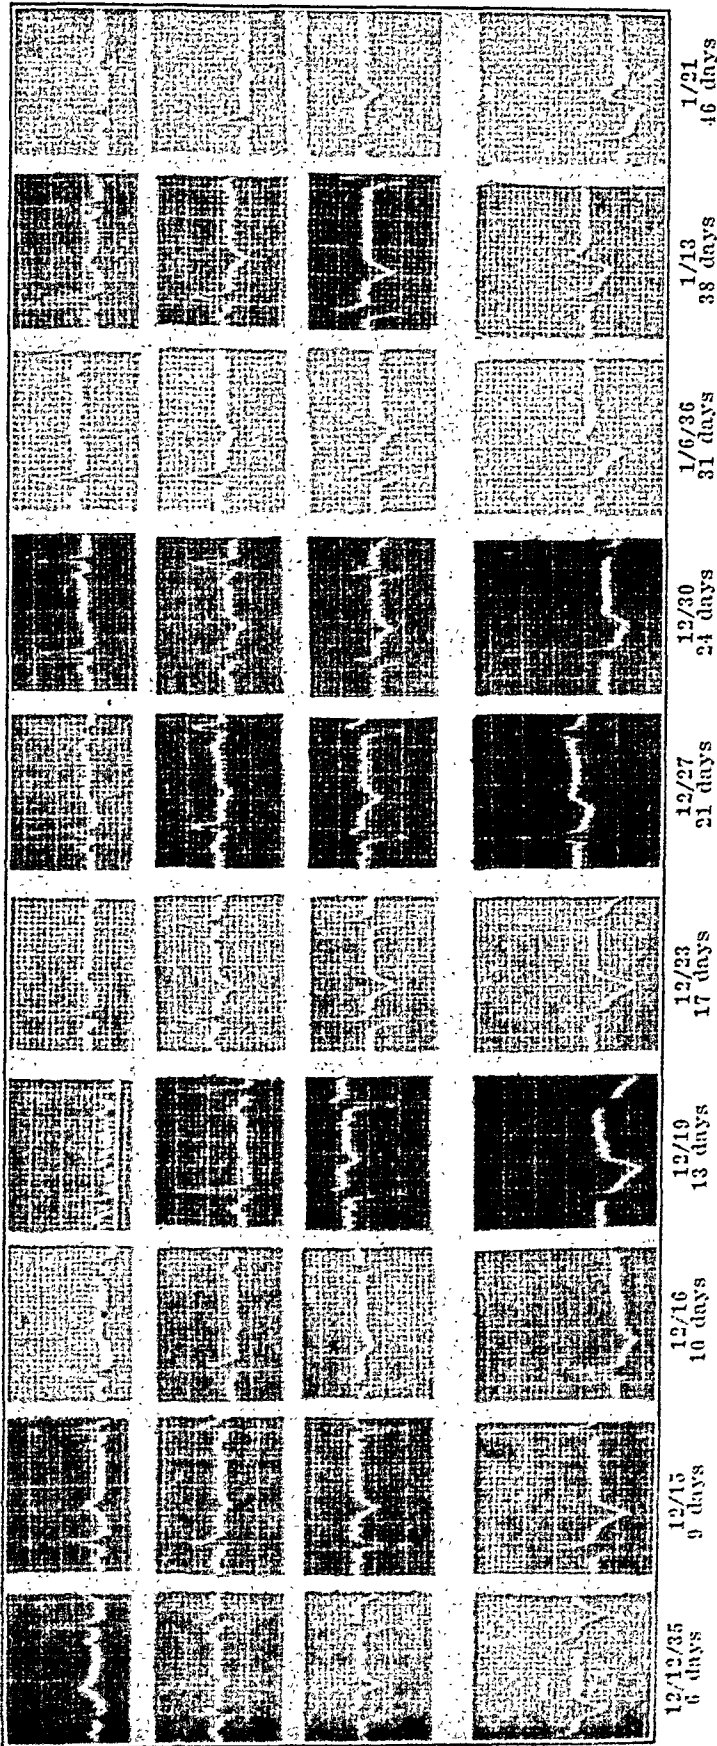 12/12/35
6 days
12/15
9 days
12/16
10 days
12/19
13 days
12/23
17 days
12/27
21 days
12/30
24 days
1/6/36
31 days
1/13
38 days
1/21
46 days